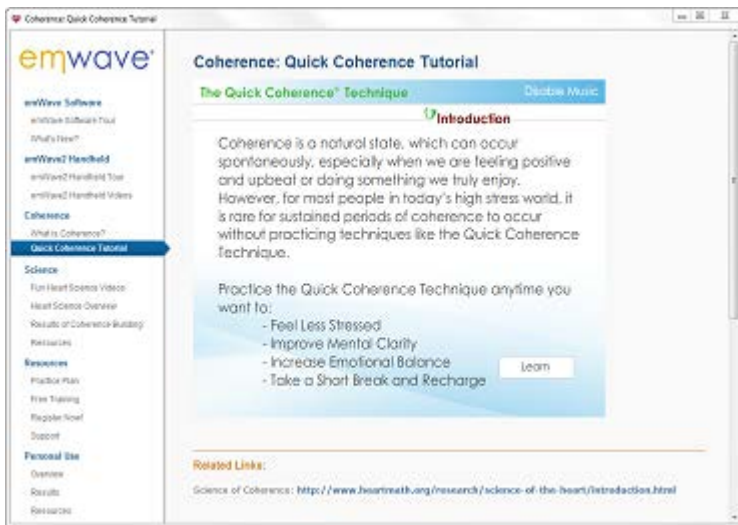 Coherence: Quick Coherence Tutorial
emwave®
emWave Software
emWave Software Tour
What's New?
emWave2 Handheld
emWave2 Handheld Tour
emWave2 Handheld Videos
Coherence
What is Coherence?
Quick Coherence Tutorial
Science
Fun Heart Science Videos
Heart Science Overview
Results of Coherence Building
Resources
Resources
Practice Plan
Free Training
Register Now!
Support
Personal Use
Overview
Results
Resources
Coherence: Quick Coherence Tutorial
The Quick Coherence® Technique
Disable Music
Introduction
Coherence is a natural state, which can occur
spontaneously, especially when we are feeling positive
and upbeat or doing something we truly enjoy.
However, for most people in today's high stress world, it
is rare for sustained periods of coherence to occur
without practicing techniques like the Quick Coherence
Technique.
Practice the Quick Coherence Technique anytime you
want to:
- Feel Less Stressed
- Improve Mental Clarity
- Increase Emotional Balance
- Take a Short Break and Recharge
Learn
Related Links:
Science of Coherence: http://www.heartmath.org/research/science-of-the-heart/introduction.html